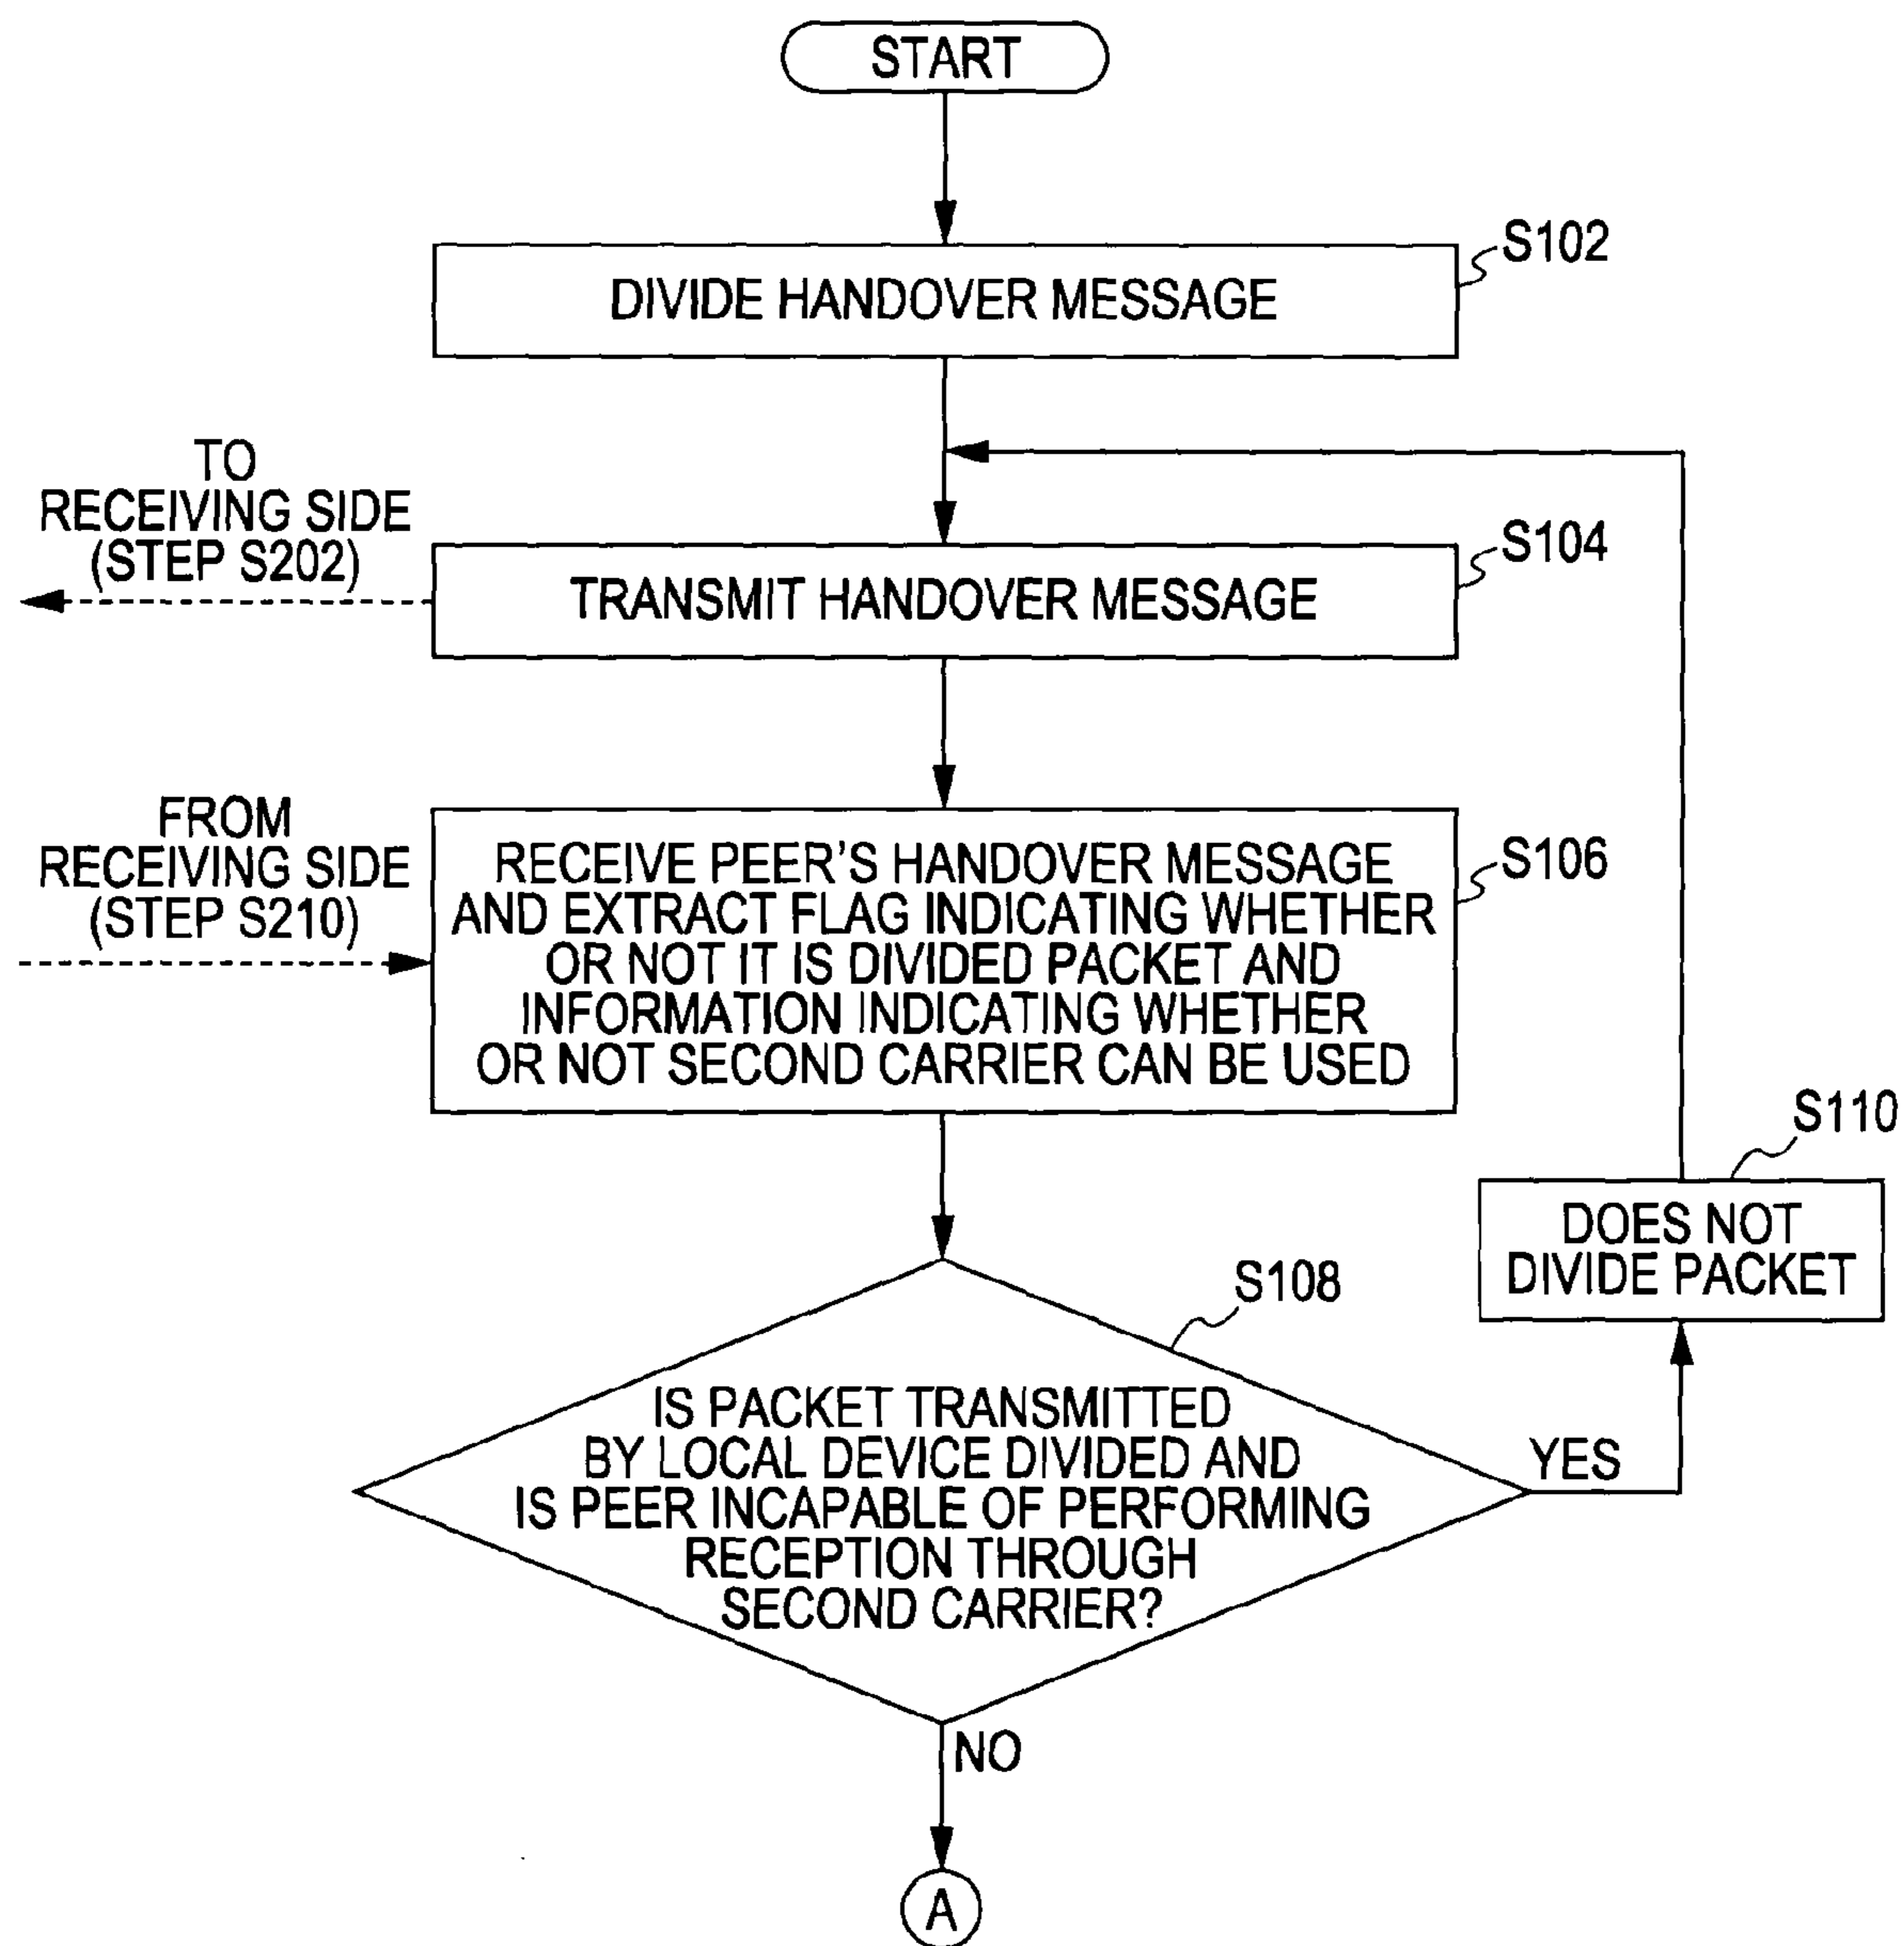 START
S102
DIVIDE HANDOVER MESSAGE
TO
RECEIVING SIDE
(STEP S202)
S104
TRANSMIT HANDOVER MESSAGE
FROM
RECEIVING SIDE
(STEP S210)
S106
RECEIVE PEER'S HANDOVER MESSAGE
AND EXTRACT FLAG INDICATING WHETHER
OR NOT IT IS DIVIDED PACKET AND
INFORMATION INDICATING WHETHER
OR NOT SECOND CARRIER CAN BE USED
S110
DOES NOT
DIVIDE PACKET
S108
IS PACKET TRANSMITTED
BY LOCAL DEVICE DIVIDED AND
IS PEER INCAPABLE OF PERFORMING
RECEPTION THROUGH
SECOND CARRIER?
YES
NO
A